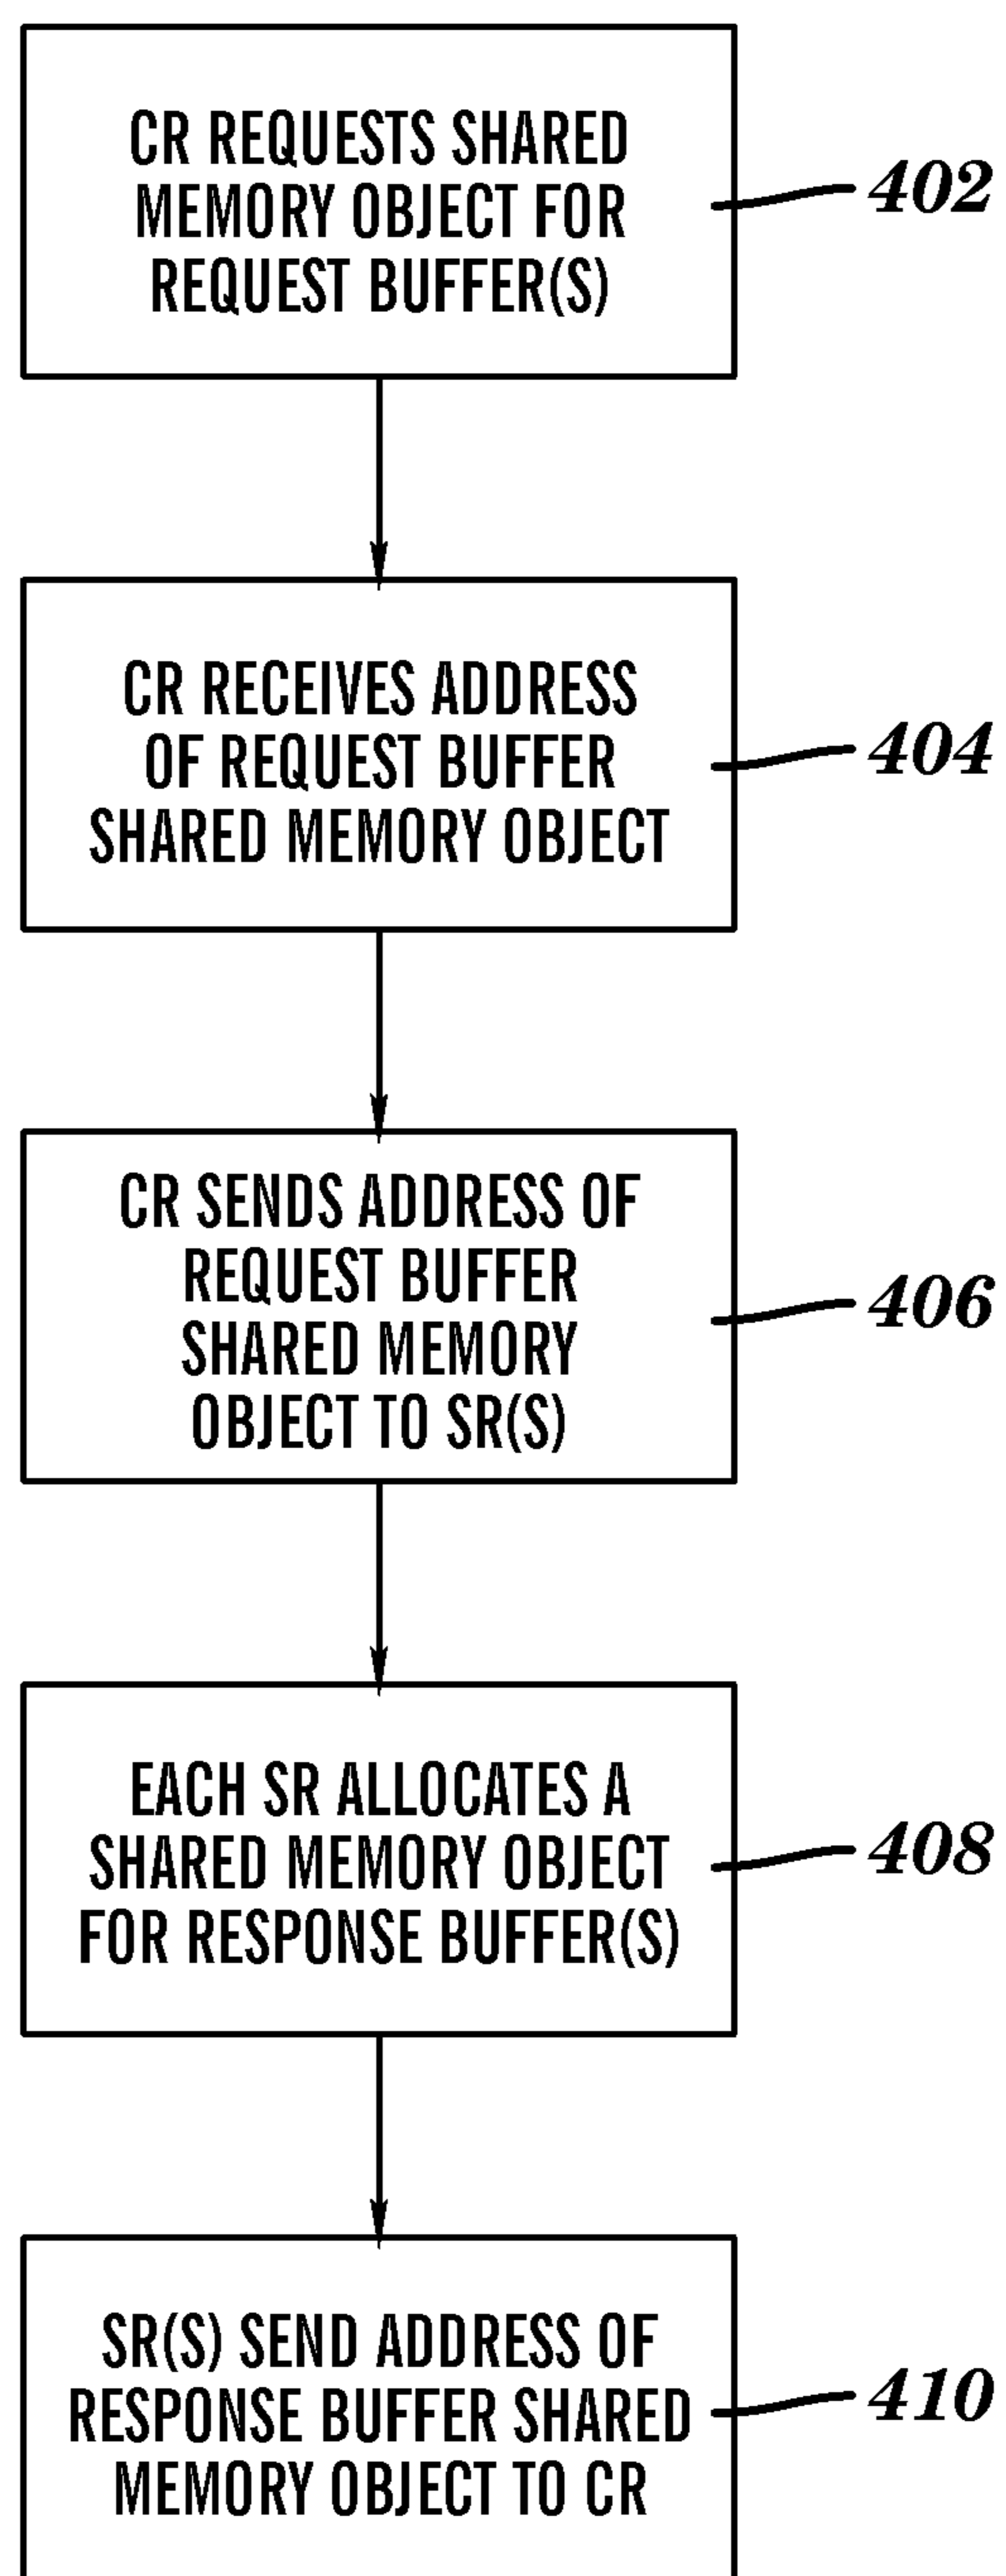 CR REQUESTS SHARED
MEMORY OBJECT FOR
REQUEST BUFFER(S)
402
CR RECEIVES ADDRESS
OF REQUEST BUFFER
SHARED MEMORY OBJECT
404
CR SENDS ADDRESS OF
REQUEST BUFFER
SHARED MEMORY
OBJECT TO SR(S)
406
EACH SR ALLOCATES A
SHARED MEMORY OBJECT
FOR RESPONSE BUFFER(S)
408
SR(S) SEND ADDRESS OF
RESPONSE BUFFER SHARED
MEMORY OBJECT TO CR
410